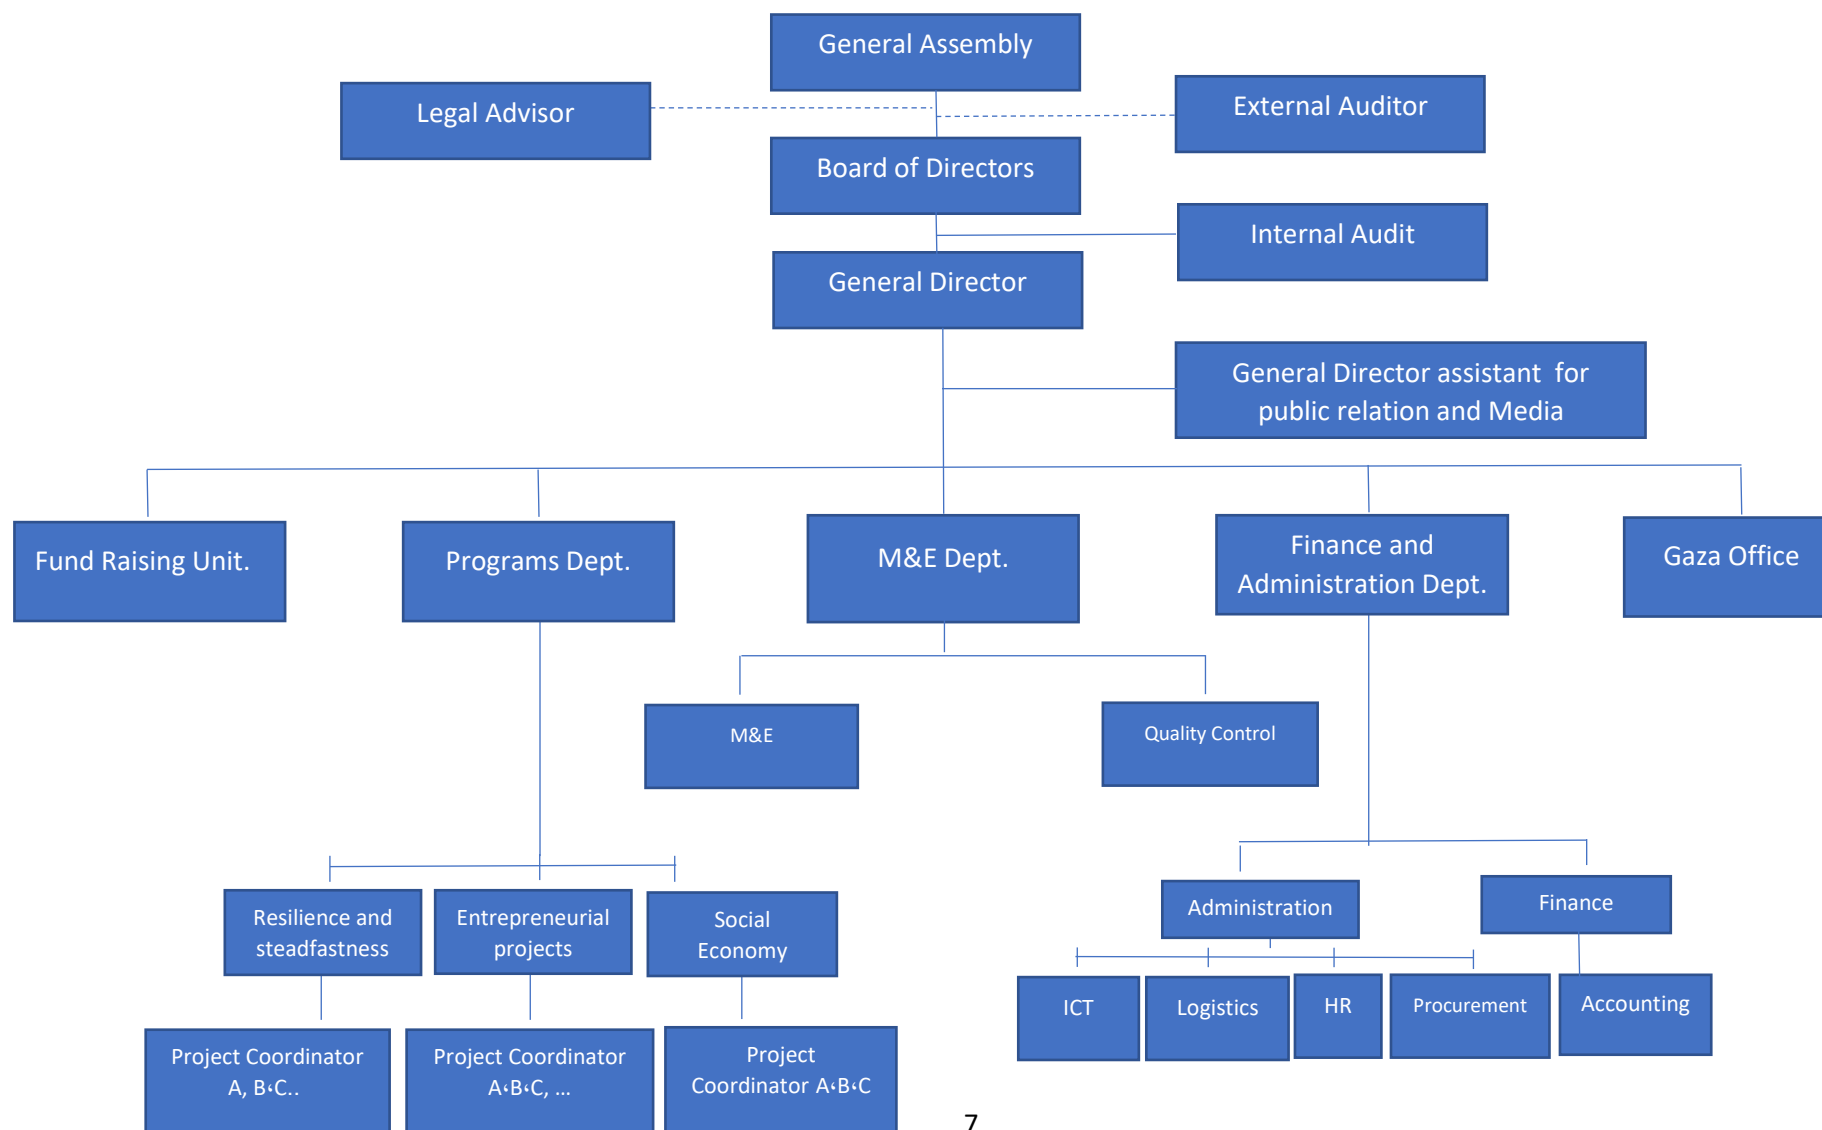 General Assembly
Legal Advisor
External Auditor
Board of Directors
Internal Audit
General Director
General Director assistant  for
public relation and Media
Fund Raising Unit.
Programs Dept.
M&E Dept.
Finance and
Administration Dept.
Gaza Office
M&E
Quality Control
Resilience and
steadfastness
Entrepreneurial
projects
Social
Economy
Administration
Finance
ICT
Logistics
HR
Procurement
Accounting
Project Coordinator
A, B،C..
Project Coordinator
A،B،C, ...
Project
Coordinator A،B،C
7